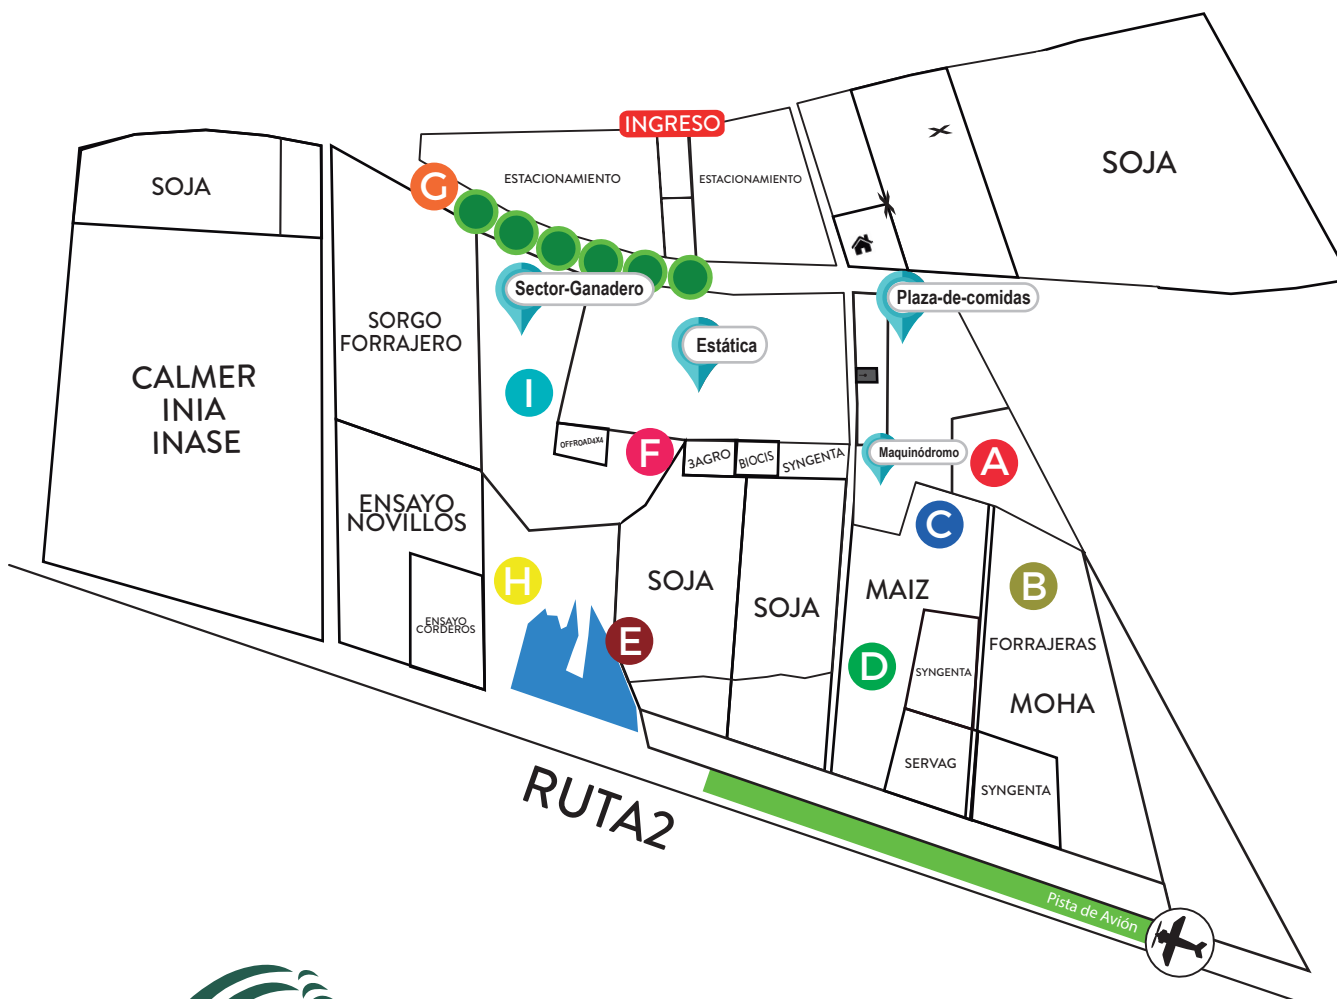 INGRESO
SOJA
SOJA
G
ESTACIONAMIENTO
ESTACIONAMIENTO
Sector-Ganadero
Plaza-de-comidas
SORGO
FORRAJERO
Estática
CALMER
INIA
INASE
I
OFFROAD4X4
F
3AGRO
BIOCIS
SYNGENTA
Maquinódromo
A
ENSAYO
NOVILLOS
C
H
SOJA
SOJA
MAIZ
B
ENSAYO
CORDEROS
E
D
FORRAJERAS
SYNGENTA
MOHA
SERVAG
SYNGENTA
RUTA2
Pista de Avión